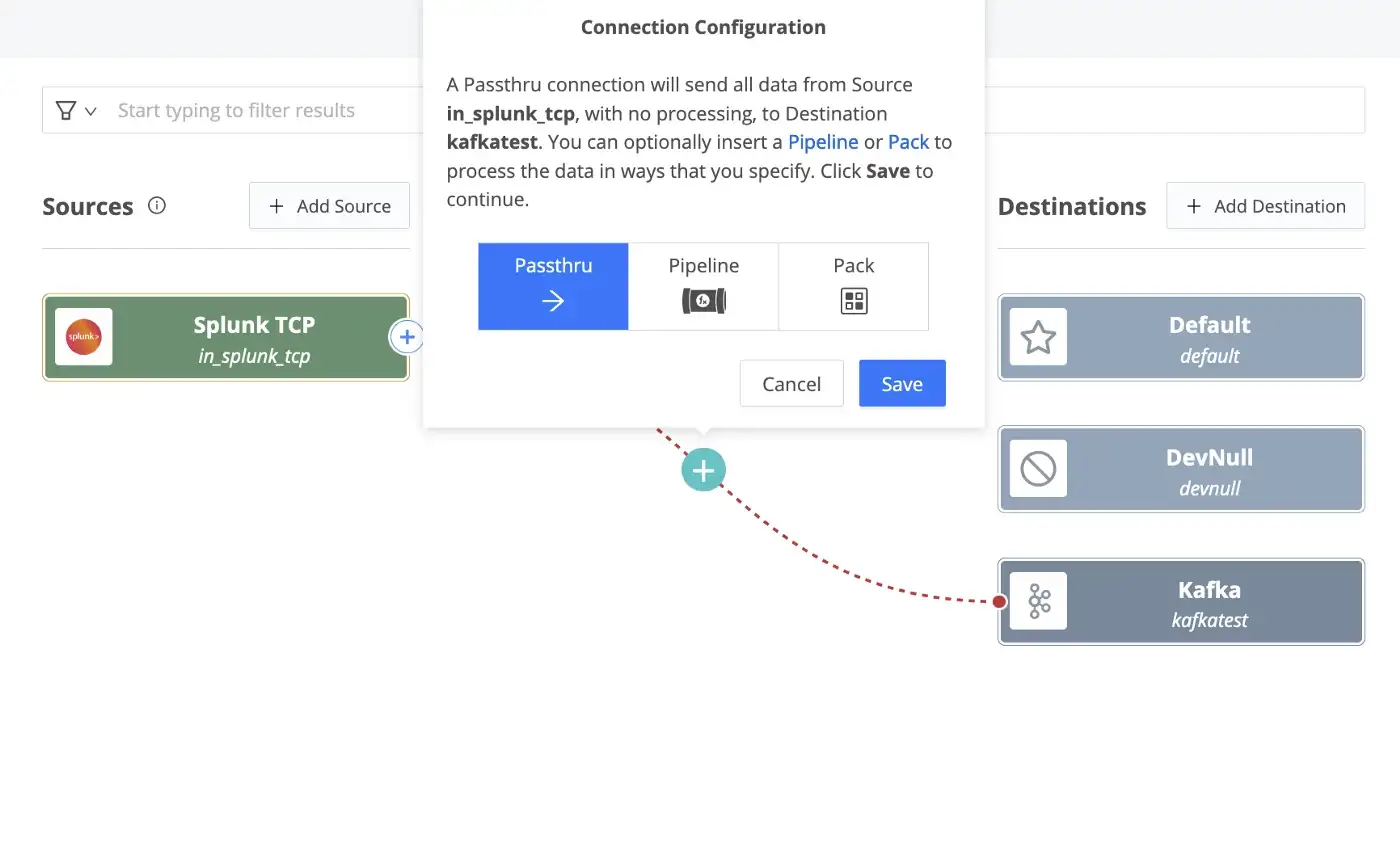 Connection Configuration
A Passthru connection will send all data from Source
in_splunk_tcp, with no processing, to Destination
kafkatest. You can optionally insert a Pipeline or Pack to
process the data in ways that you specify. Click Save to
continue.
Start typing to filter results
Sources
Add Source
Destinations
Add Destination
Passthru
Pipeline
fx
Pack
Cancel
Save
splunk>
Splunk TCP
in_splunk_tcp
Default
default
DevNull
devnull
Kafka
kafkatest